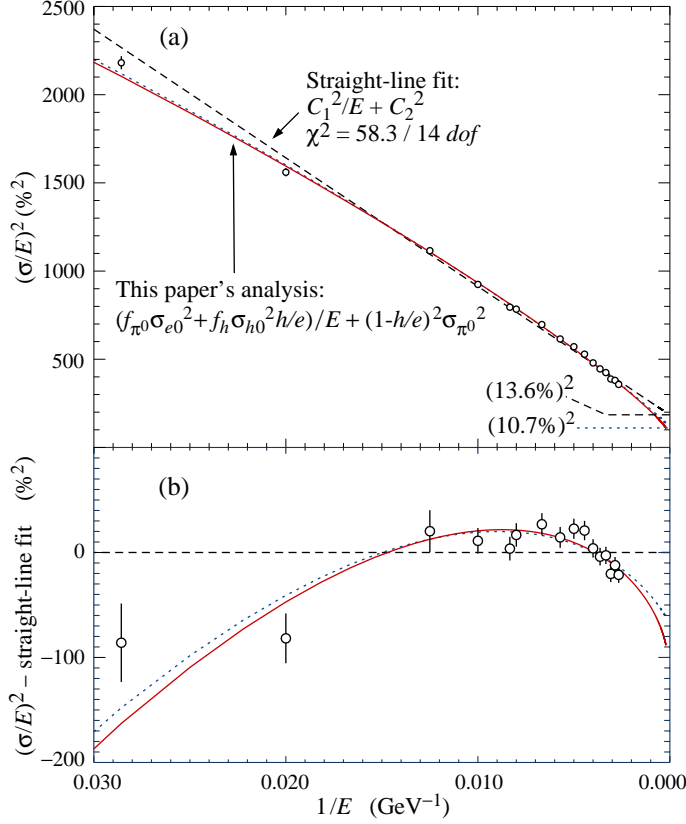 2500
(a)
2000
1500
1000
500
(σ/E)² (%²)
Straight-line fit:
C₁²/E + C₂²
χ² = 58.3 / 14 dof
This paper's analysis:
(f_π⁰σ_e0² + f_hσ_h0² h/e)/E + (1-h/e)²σ_π⁰²
(13.6%)²
(10.7%)²
(b)
0
−100
−200
(σ/E)² – straight-line fit (%²)
0.030
0.020
0.010
0.000
1/E (GeV⁻¹)